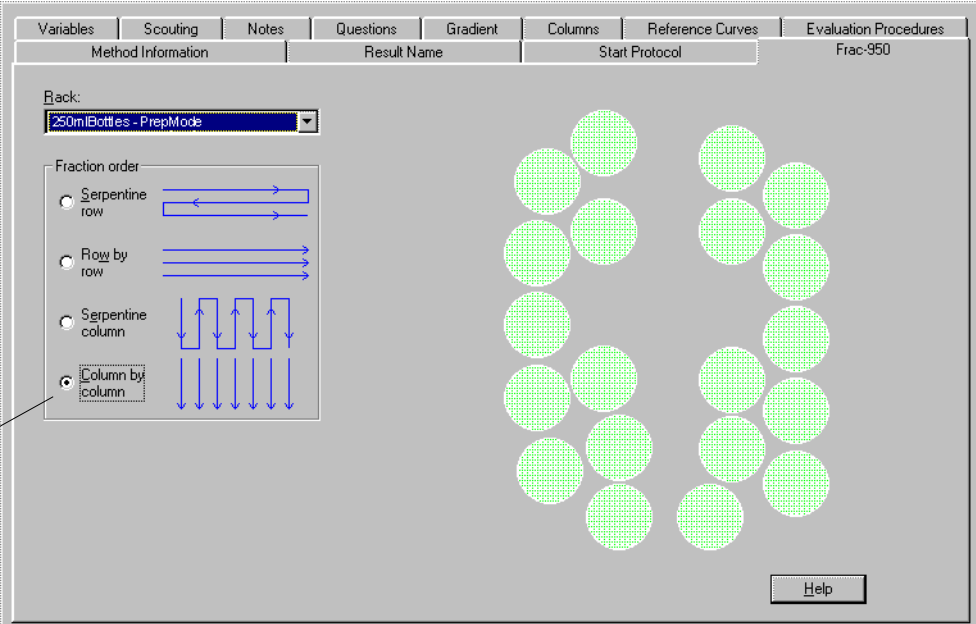 Variables Scouting Notes Questions Gradient Columns Reference Curves Evaluation Procedures
Method Information Result Name Start Protocol Frac-950
Rack:
250mlBottles - PrepMode
Fraction order
Serpentine
row
Row by
row
Serpentine
column
Column by
column
Help